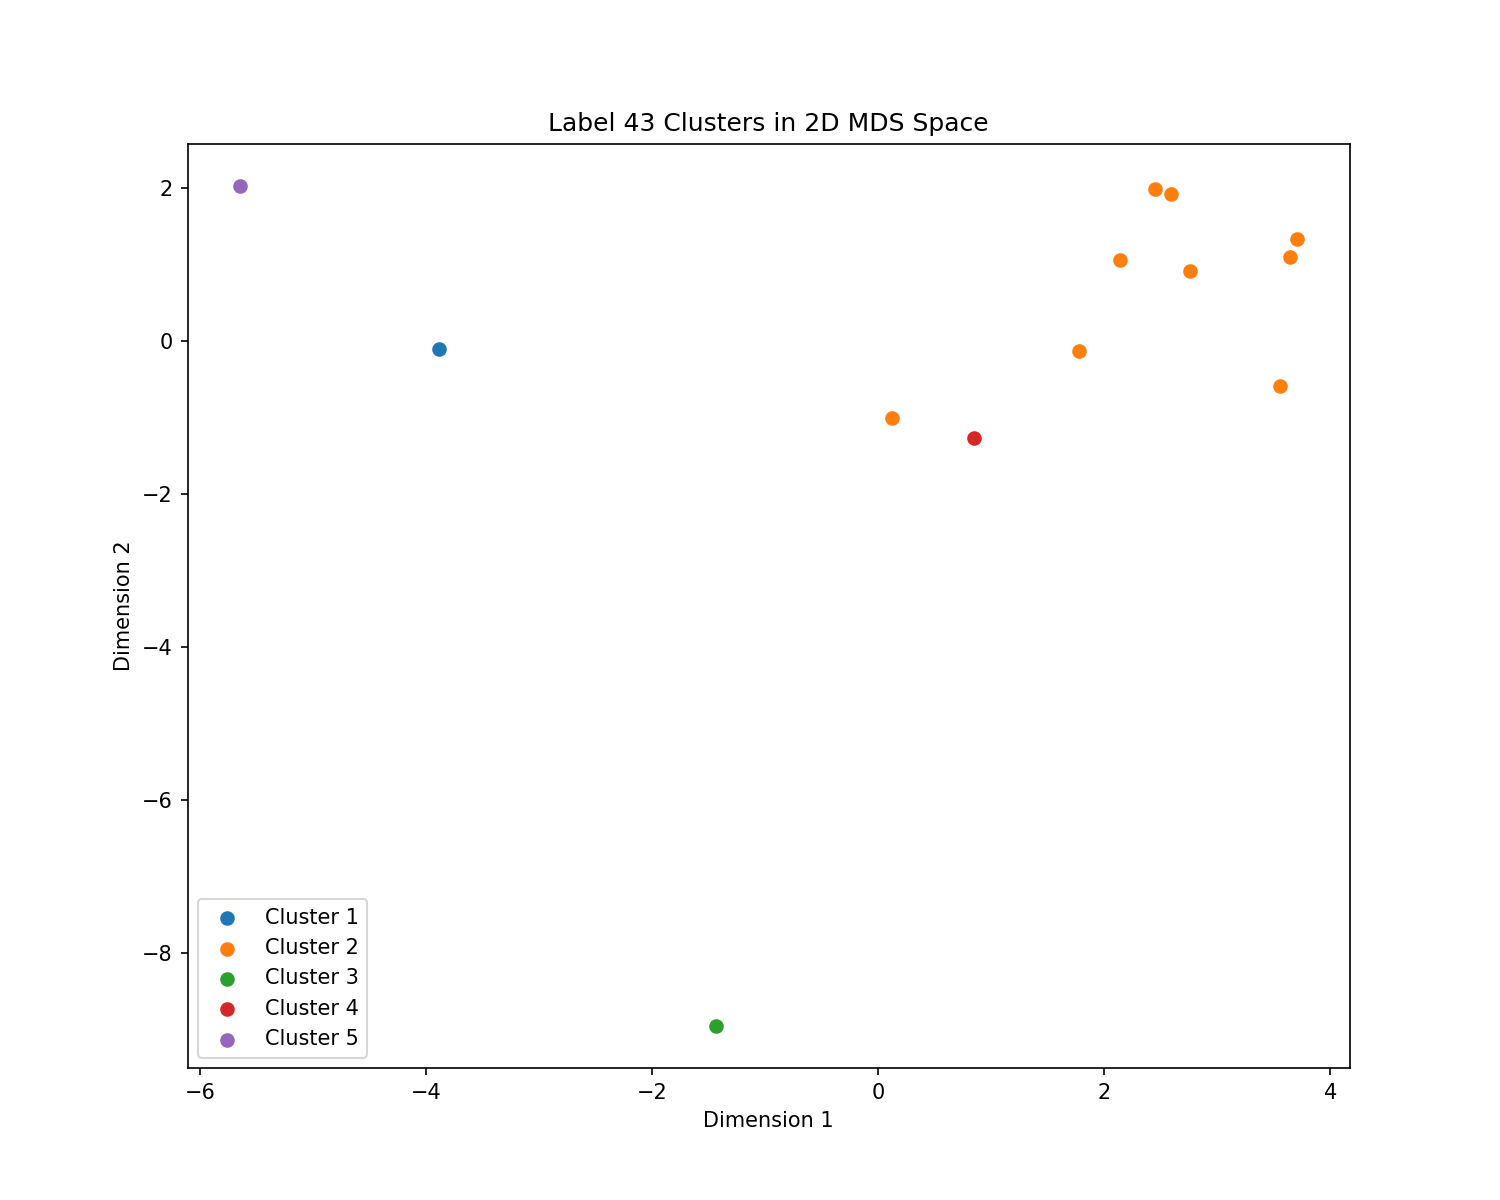 Label 43 Clusters in 2D MDS Space
2
0
−2
−4
−6
−8
Dimension 2
Cluster 1
Cluster 2
Cluster 3
Cluster 4
Cluster 5
−6 −4 −2 0 2 4
Dimension 1